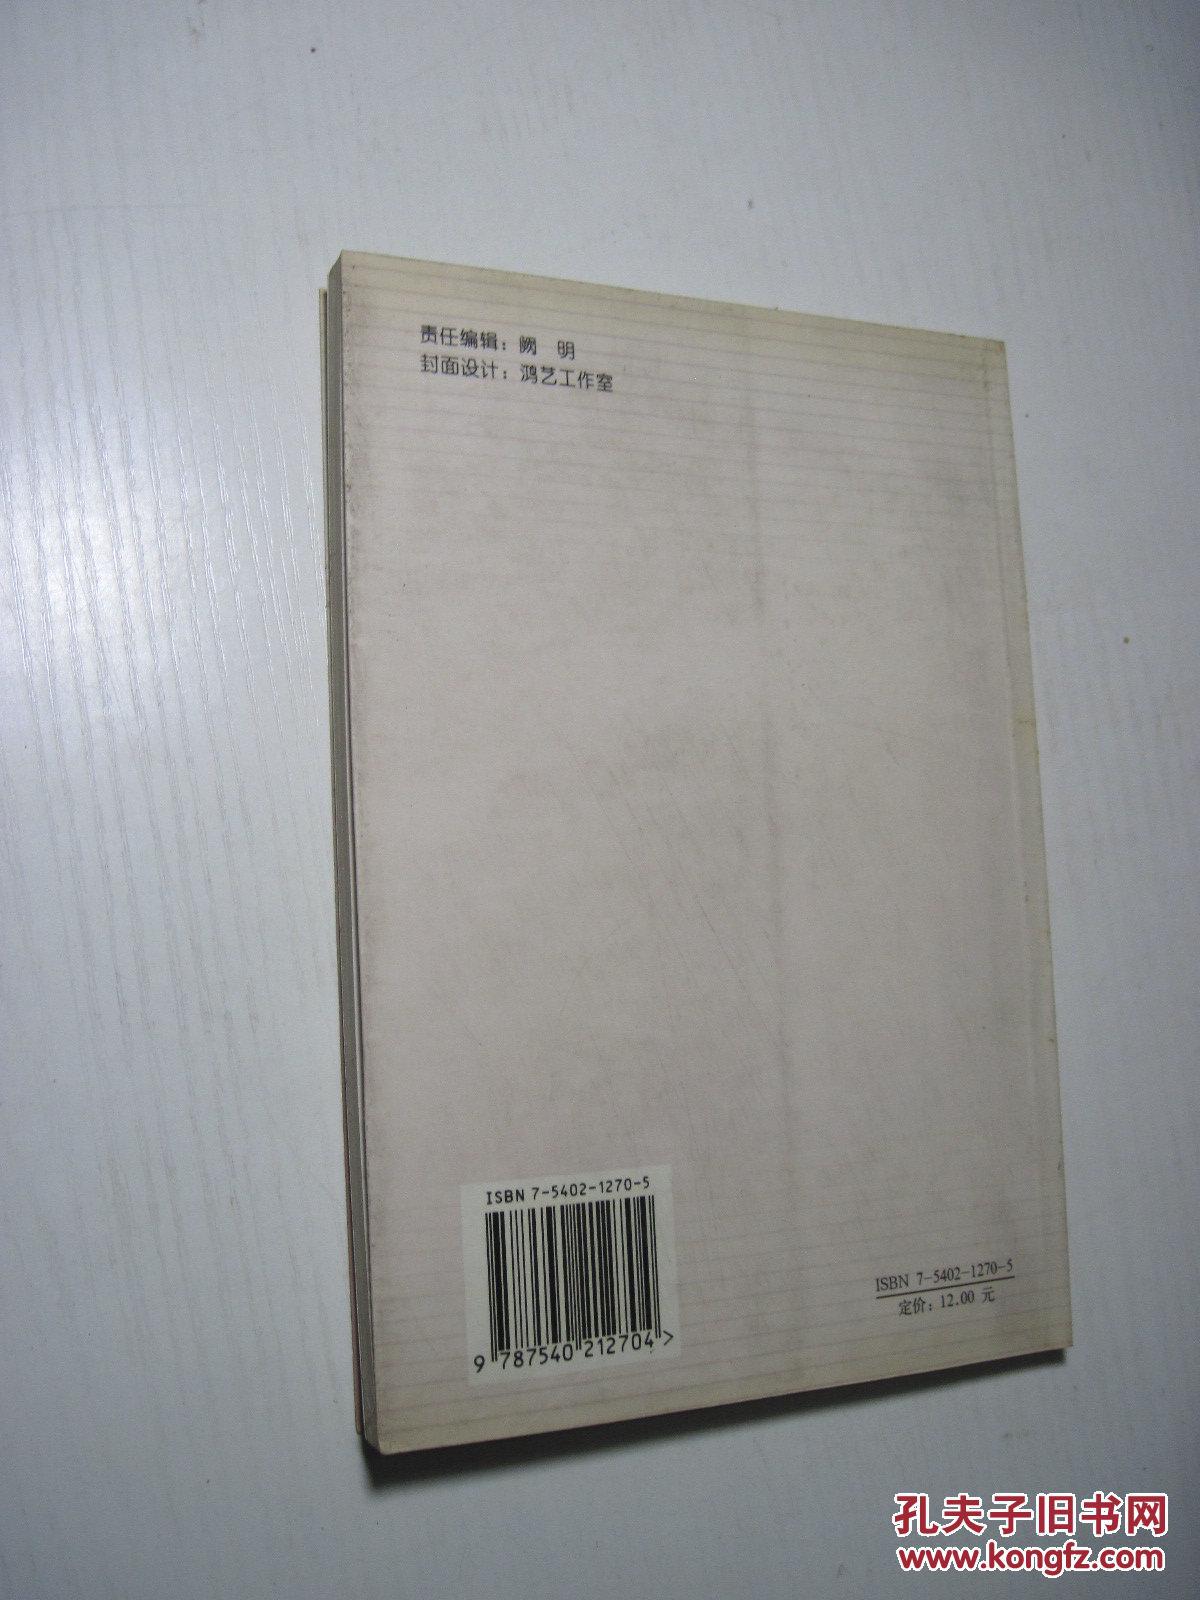 责任编辑：阙　明
封面设计：鸿艺工作室
ISBN 7-5402-1270-5
9 787540 212704 >
ISBN 7-5402-1270-5
定价：12.00 元
孔夫子旧书网
www.kongfz.com